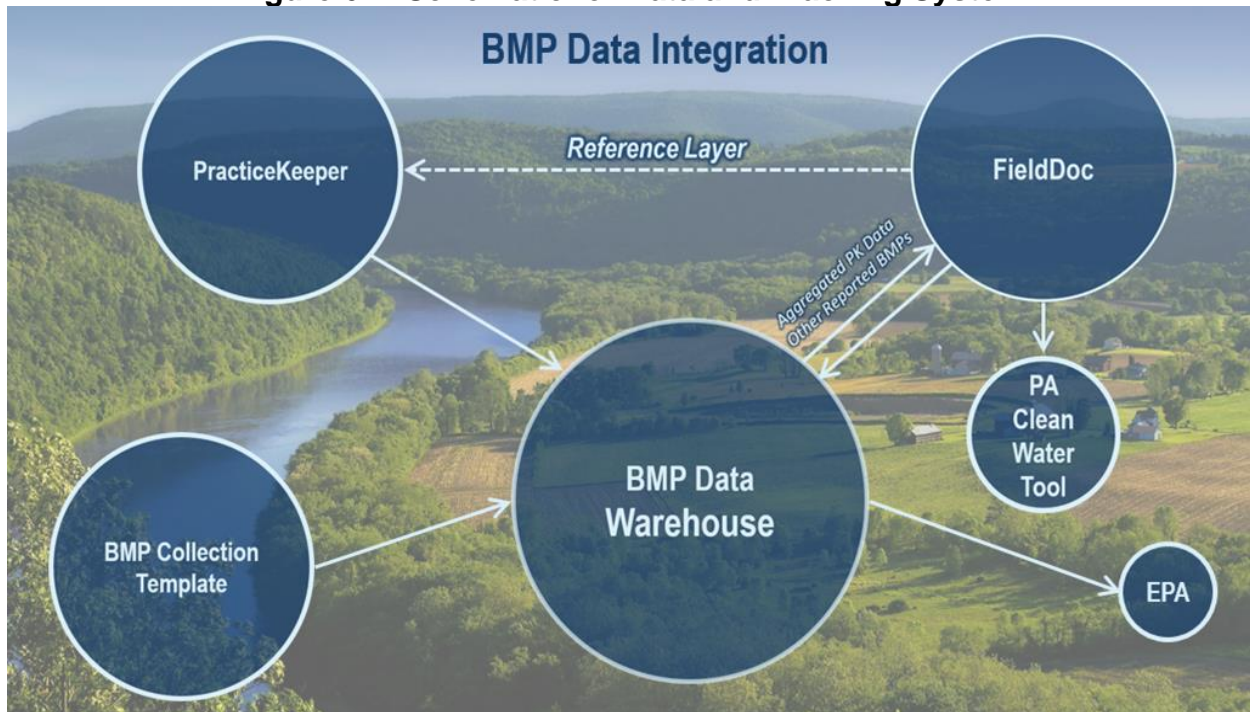 BMP Data Integration
PracticeKeeper
Reference Layer
FieldDoc
Aggregated PK Data
Other Reported BMPs
PA
Clean
Water
Tool
BMP Data
Warehouse
BMP Collection
Template
EPA